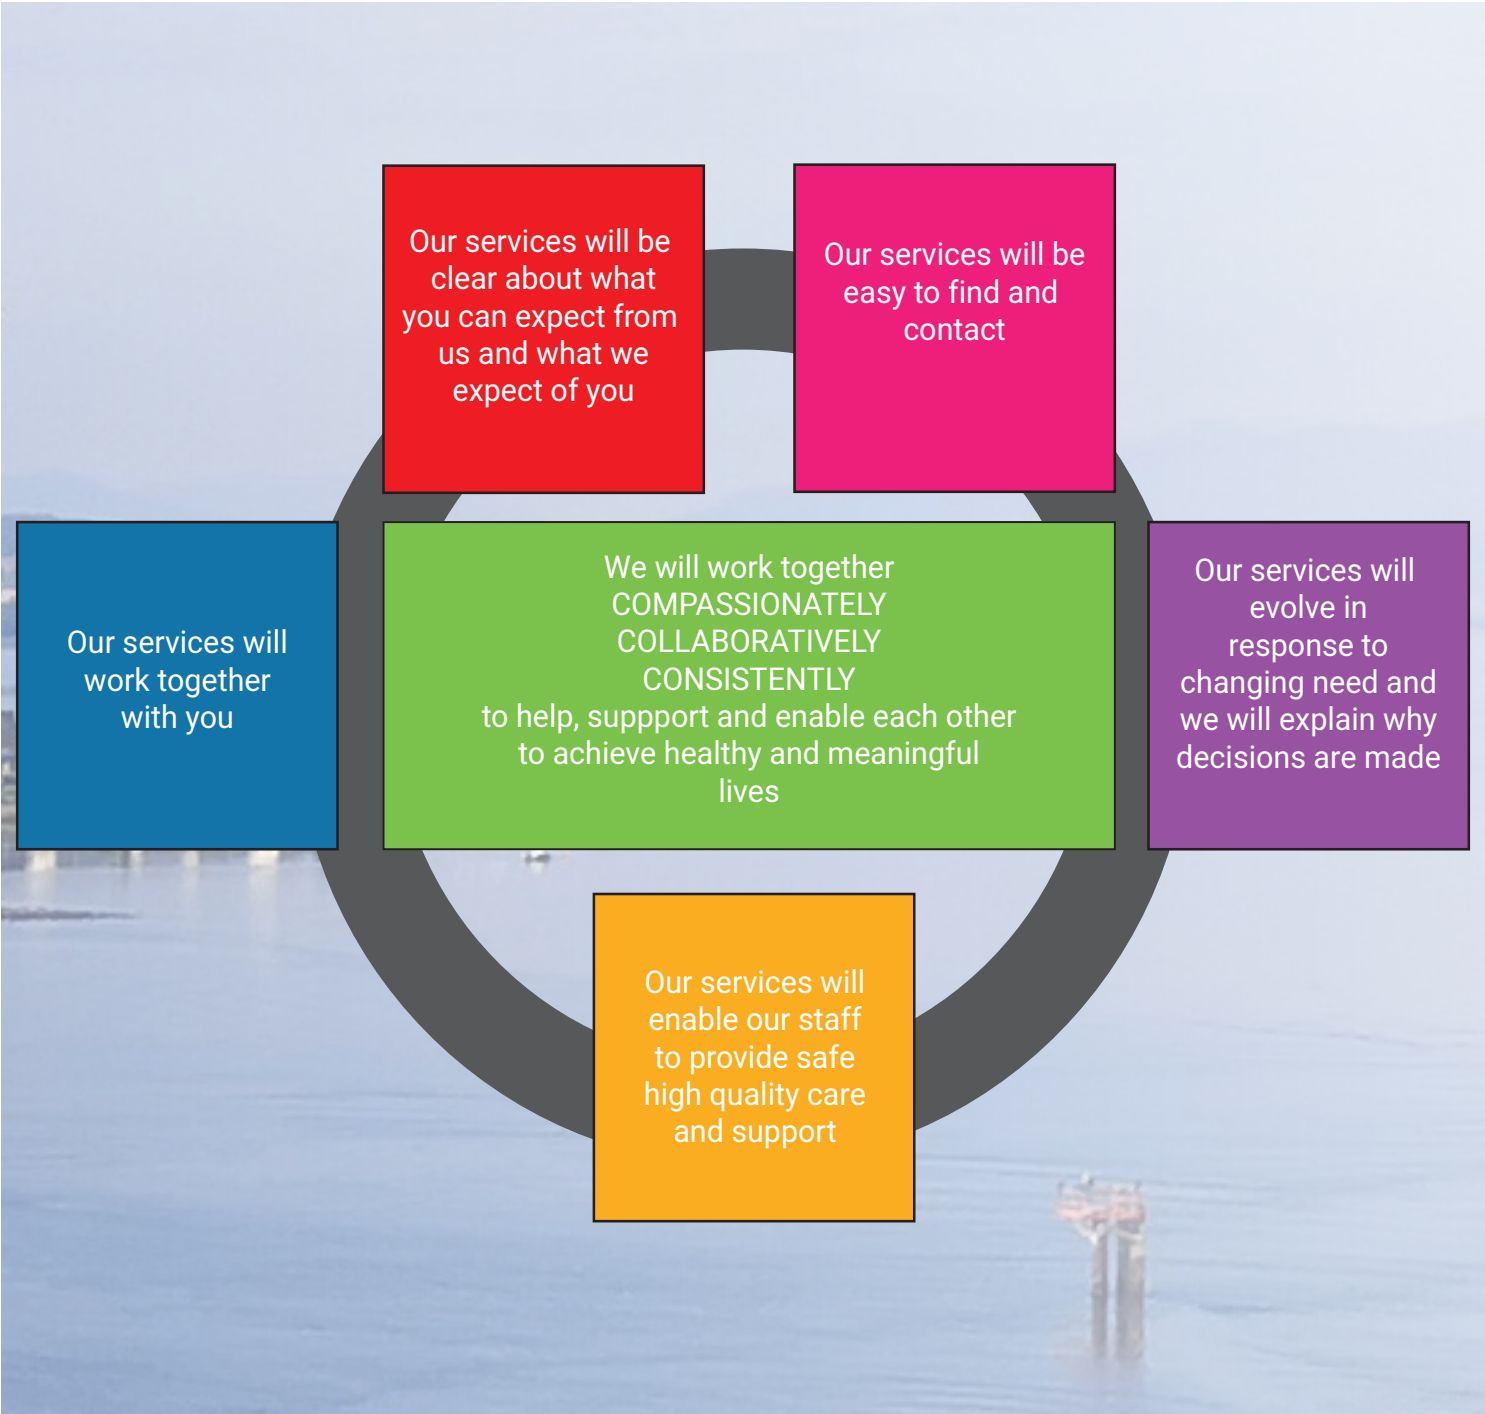 Our services will be
clear about what
you can expect from
us and what we
expect of you
Our services will be
easy to find and
contact
Our services will
work together
with you
We will work together
COMPASSIONATELY
COLLABORATIVELY
CONSISTENTLY
to help, suppport and enable each other
to achieve healthy and meaningful
lives
Our services will
evolve in
response to
changing need and
we will explain why
decisions are made
Our services will
enable our staff
to provide safe
high quality care
and support